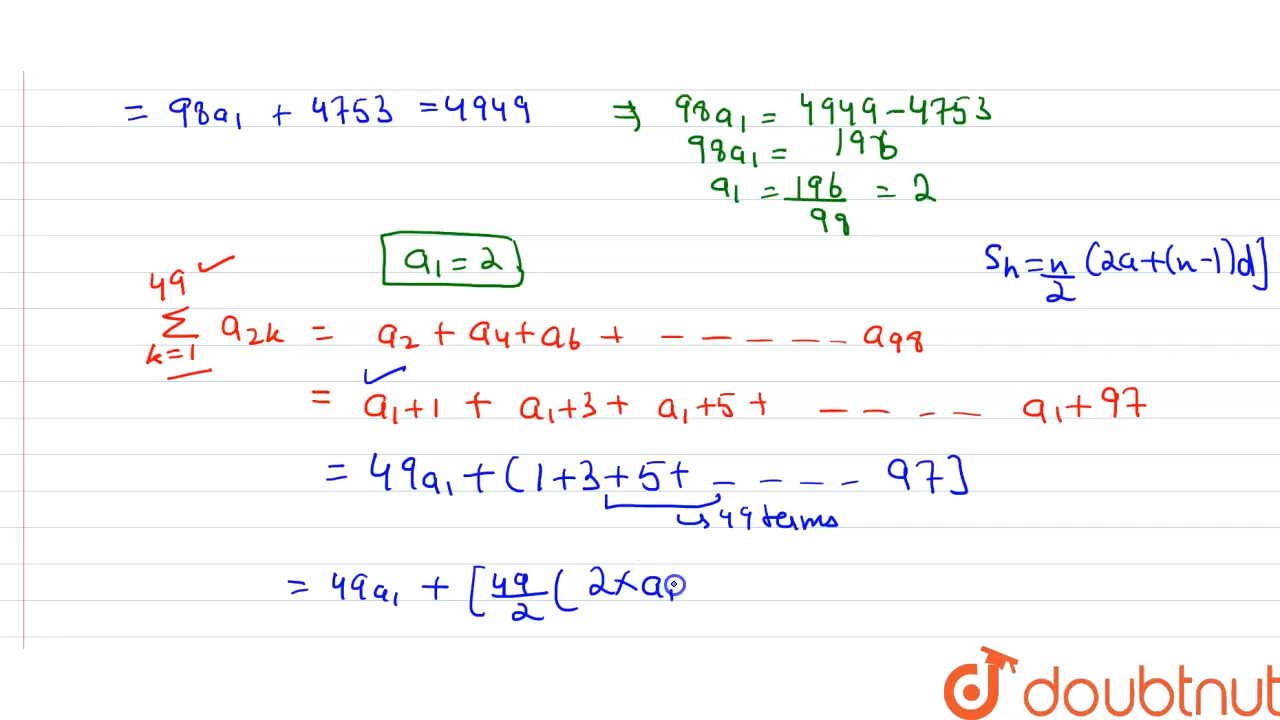 = 98a₁ + 4753 = 4949 ⇒ 98a₁ = 4949 - 4753
98a₁ = 196
a₁ = 196/98 = 2
a₁ = 2
Sₙ = n/2 (2a + (n-1)d]
49 ∑ k=1 a₂ₖ = a₂ + a₄ + a₆ + - - - - - a₉₈
= a₁+1 + a₁+3 + a₁+5 + - - - - a₁+97
= 49a₁ + (1+3+5+ - - - - 97]
↳ 49 terms
= 49a₁ + [49/2 ( 2×a₁
doubtnut